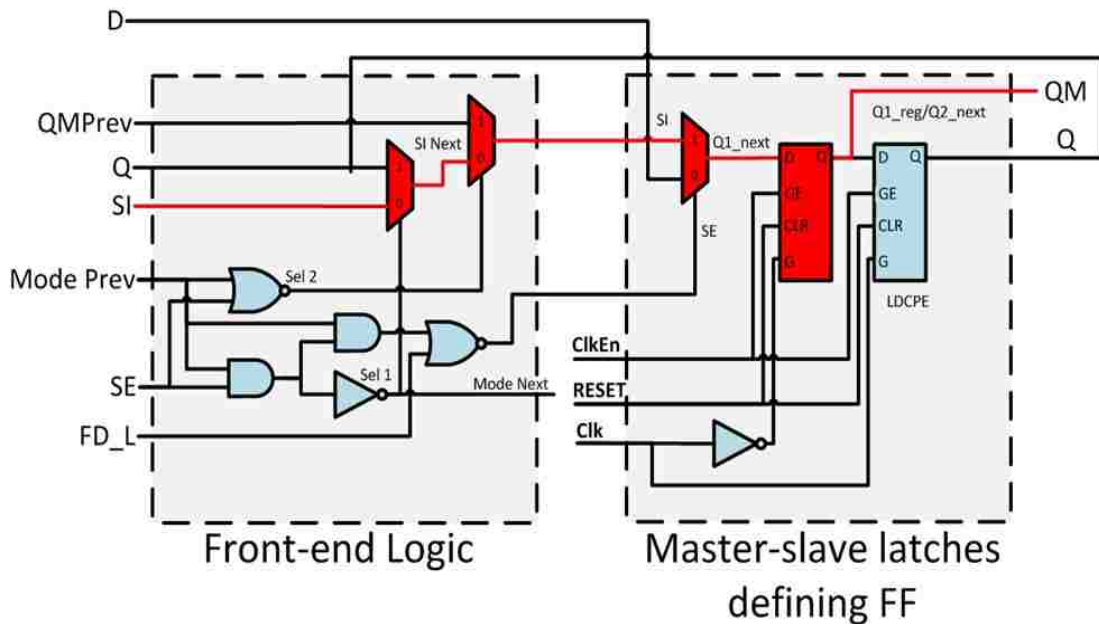 D
QMPrev
Q
SI
Mode Prev
SE
FD_L
1
0
SI Next
1
0
Sel 2
Sel 1
Mode Next
Front-end Logic
SI
1
0
Q1_next
SE
D
Q
GE
CLR
G
D
Q
GE
CLR
G
LDCPE
Q1_reg/Q2_next
QM
Q
ClkEn
RESET
Clk
Master-slave latches
defining FF